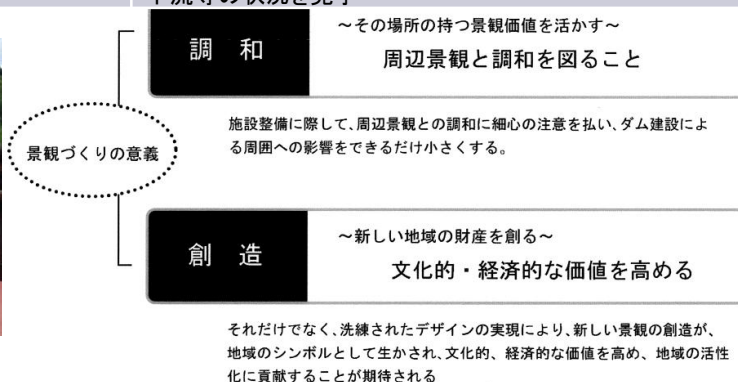 調 和
～その場所の持つ景観価値を活かす～
周辺景観と調和を図ること
施設整備に際して、周辺景観との調和に細心の注意を払い、ダム建設によ
る周囲への影響をできるだけ小さくする。
景観づくりの意義
創 造
～新しい地域の財産を創る～
文化的・経済的な価値を高める
それだけでなく、洗練されたデザインの実現により、新しい景観の創造が、
地域のシンボルとして生かされ、文化的、経済的な価値を高め、地域の活性
化に貢献することが期待される